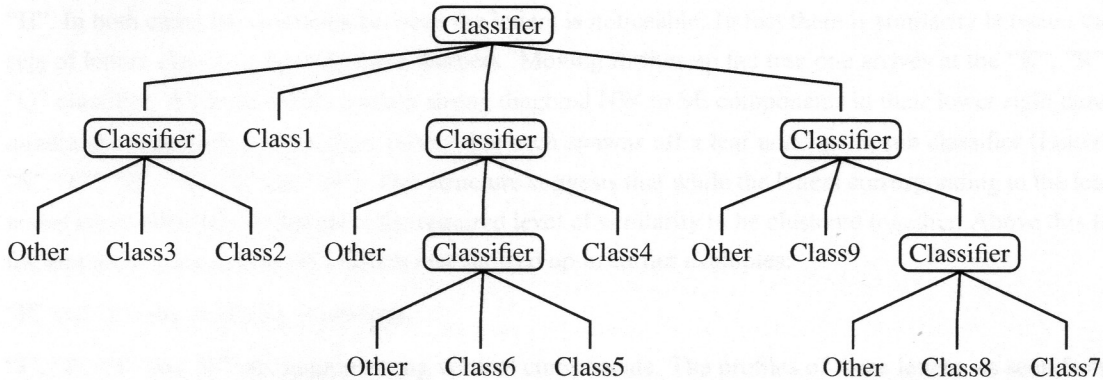 Classifier
Classifier Class1 Classifier Classifier
Other Class3 Class2 Other Classifier Class4 Other Class9 Classifier
Other Class6 Class5 Other Class8 Class7